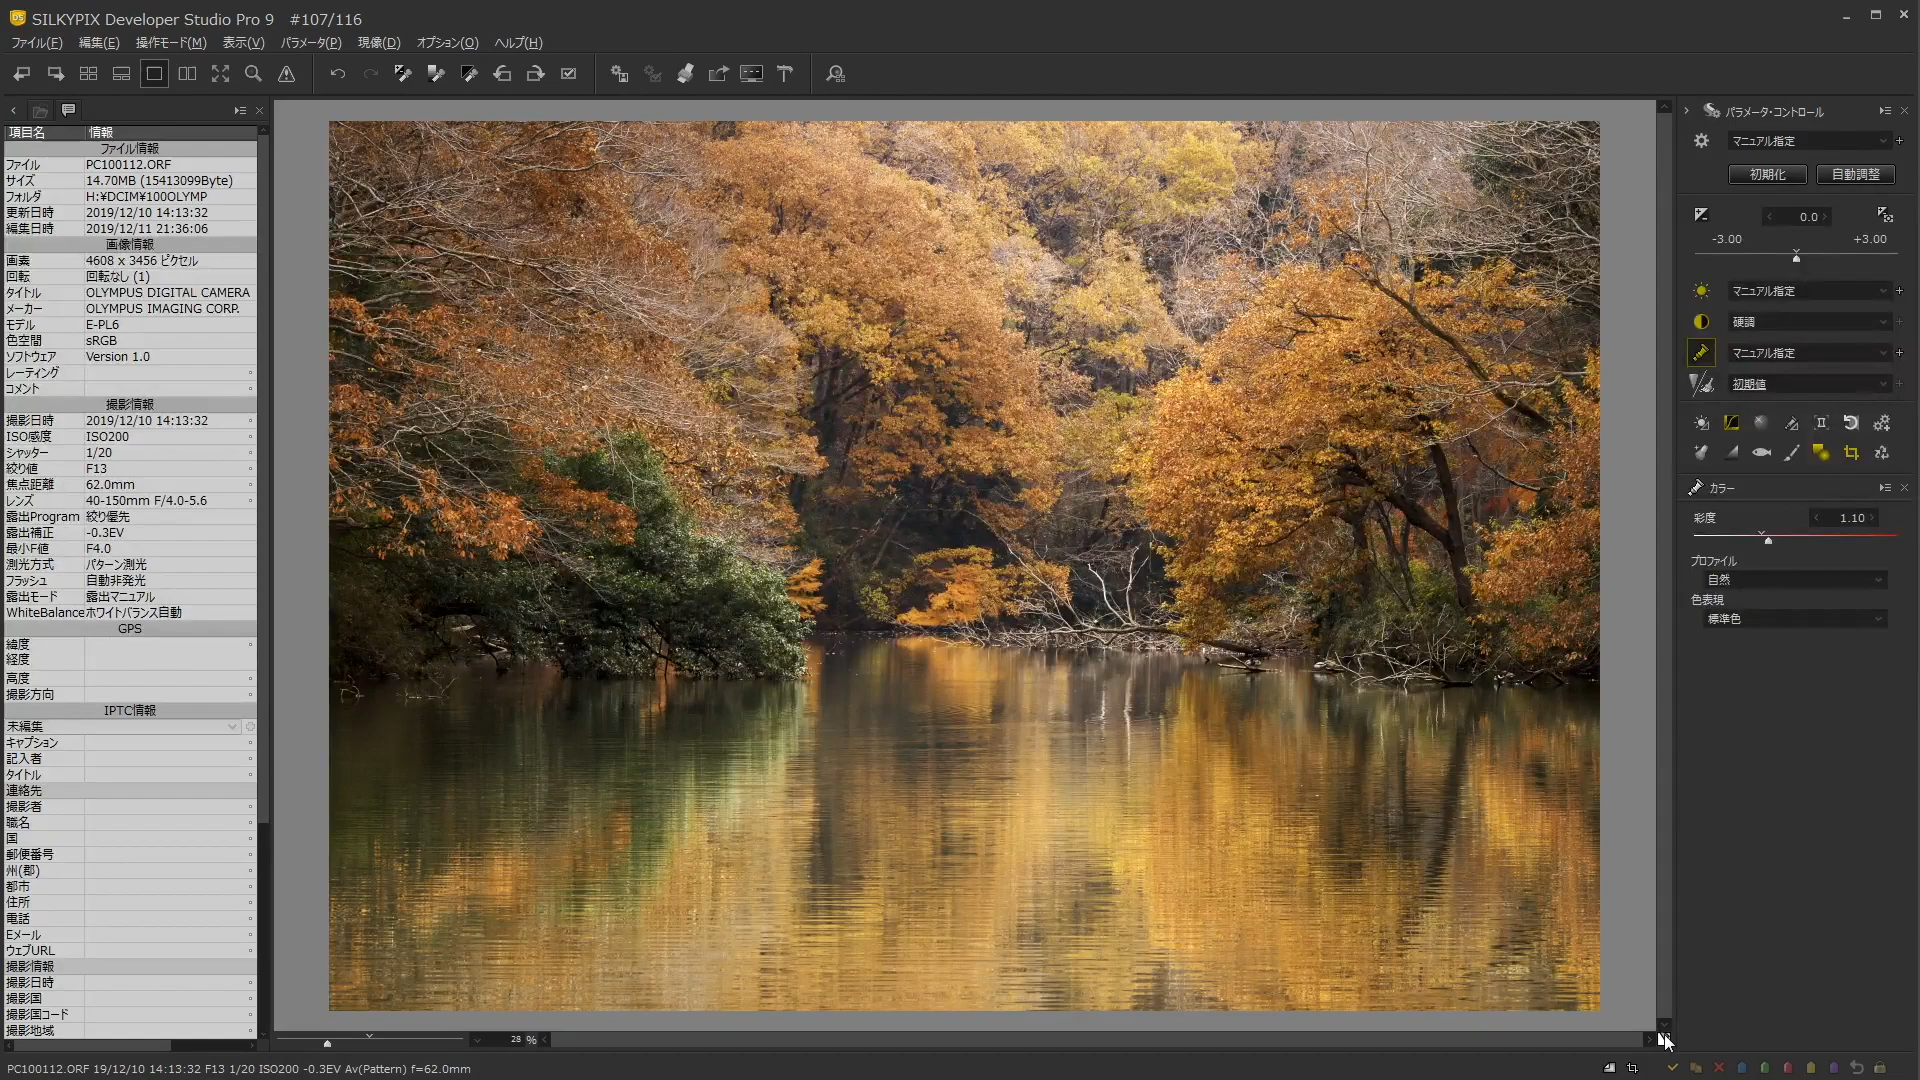 SILKYPIX Developer Studio Pro 9 #107/116
ファイル(F) 編集(E) 操作モード(M) 表示(V) パラメータ(P) 現像(D) オプション(O) ヘルプ(H)
項目名 情報
ファイル情報
ファイル PC100112.ORF
サイズ 14.70MB (15413099Byte)
フォルダ H:¥DCIM¥100OLYMP
更新日時 2019/12/10 14:13:32
編集日時 2019/12/11 21:36:06
画像情報
画素 4608 x 3456 ピクセル
回転 回転なし (1)
タイトル OLYMPUS DIGITAL CAMERA
メーカー OLYMPUS IMAGING CORP.
モデル E-PL6
色空間 sRGB
ソフトウェア Version 1.0
レーティング
コメント
撮影情報
撮影日時 2019/12/10 14:13:32
ISO感度 ISO200
シャッター 1/20
絞り値 F13
焦点距離 62.0mm
レンズ 40-150mm F/4.0-5.6
露出Program 絞り優先
露出補正 -0.3EV
最小F値 F4.0
測光方式 パターン測光
フラッシュ 自動非発光
露出モード 露出マニュアル
WhiteBalance ホワイトバランス自動
GPS
緯度
経度
高度
撮影方向
IPTC情報
未編集
キャプション
記入者
タイトル
連絡先
撮影者
職名
国
郵便番号
州(郡)
都市
住所
電話
Eメール
ウェブURL
撮影情報
撮影日時
撮影国
撮影国コード
撮影地域
28 %
PC100112.ORF 19/12/10 14:13:32 F13 1/20 ISO200 -0.3EV Av(Pattern) f=62.0mm
パラメータ・コントロール
マニュアル指定
初期化 自動調整
0.0
-3.00 +3.00
マニュアル指定
硬調
マニュアル指定
初期値
カラー
彩度 1.10
プロファイル
自然
色表現
標準色